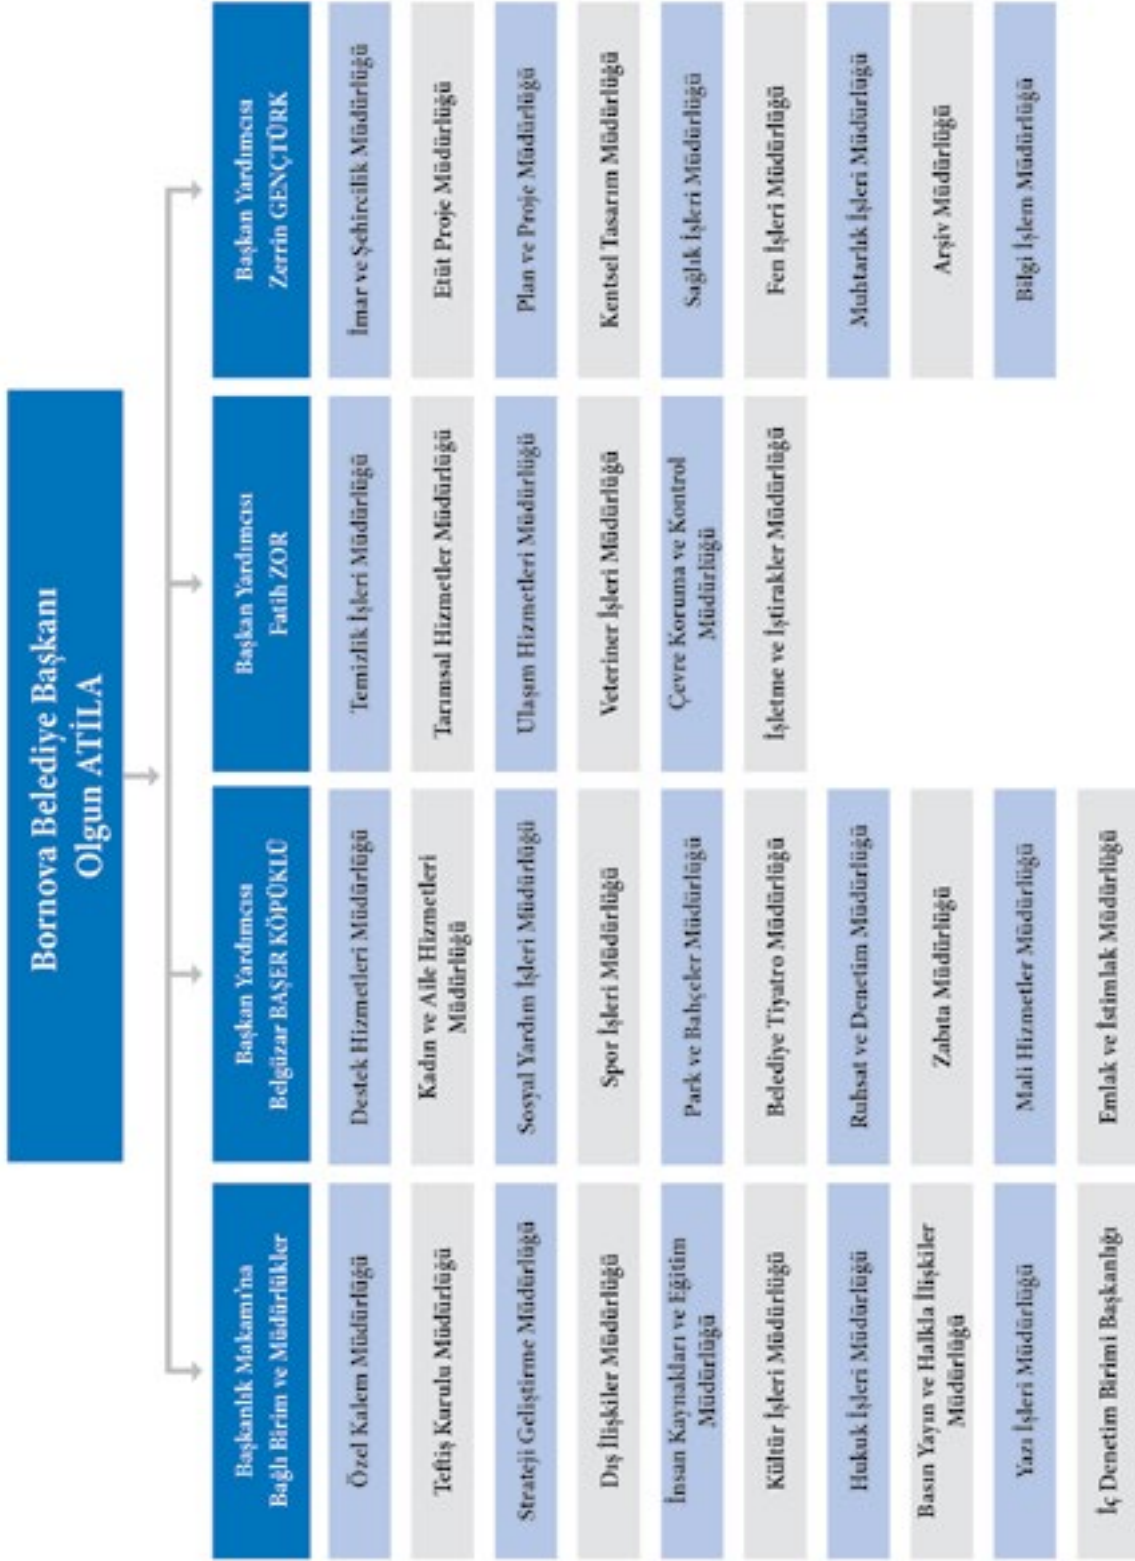 Bornova Belediye Başkanı
Olgun ATİLA
Başkanlık Makamı'na
Bağlı Birim ve Müdürlükler
Özel Kalem Müdürlüğü
Teftiş Kurulu Müdürlüğü
Strateji Geliştirme Müdürlüğü
Dış İlişkiler Müdürlüğü
İnsan Kaynakları ve Eğitim
Müdürlüğü
Kültür İşleri Müdürlüğü
Hukuk İşleri Müdürlüğü
Basın Yayın ve Halkla İlişkiler
Müdürlüğü
Yazı İşleri Müdürlüğü
İç Denetim Birimi Başkanlığı
Başkan Yardımcısı
Belgüzar BAŞER KÖPÜKLÜ
Destek Hizmetleri Müdürlüğü
Kadın ve Aile Hizmetleri
Müdürlüğü
Sosyal Yardım İşleri Müdürlüğü
Spor İşleri Müdürlüğü
Park ve Bahçeler Müdürlüğü
Belediye Tiyatro Müdürlüğü
Ruhsat ve Denetim Müdürlüğü
Zabıta Müdürlüğü
Mali Hizmetler Müdürlüğü
Emlak ve İstimlak Müdürlüğü
Başkan Yardımcısı
Fatih ZOR
Temizlik İşleri Müdürlüğü
Tarımsal Hizmetler Müdürlüğü
Ulaşım Hizmetleri Müdürlüğü
Veteriner İşleri Müdürlüğü
Çevre Koruma ve Kontrol
Müdürlüğü
İşletme ve İştirakler Müdürlüğü
Başkan Yardımcısı
Zerrin GENÇTÜRK
İmar ve Şehircilik Müdürlüğü
Etüt Proje Müdürlüğü
Plan ve Proje Müdürlüğü
Kentsel Tasarım Müdürlüğü
Sağlık İşleri Müdürlüğü
Fen İşleri Müdürlüğü
Muhtarlık İşleri Müdürlüğü
Arşiv Müdürlüğü
Bilgi İşlem Müdürlüğü